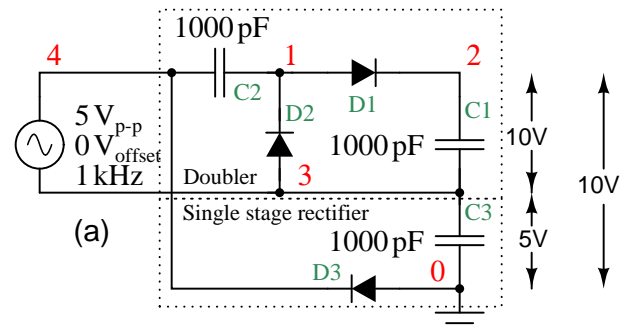 1000 pF
4
1
2
C2
D1
C1
D2
5 Vp-p
0 Voffset
1 kHz
1000 pF
10V
10V
3
Doubler
Single stage rectifier
(a)
C3
1000 pF
5V
D3
0